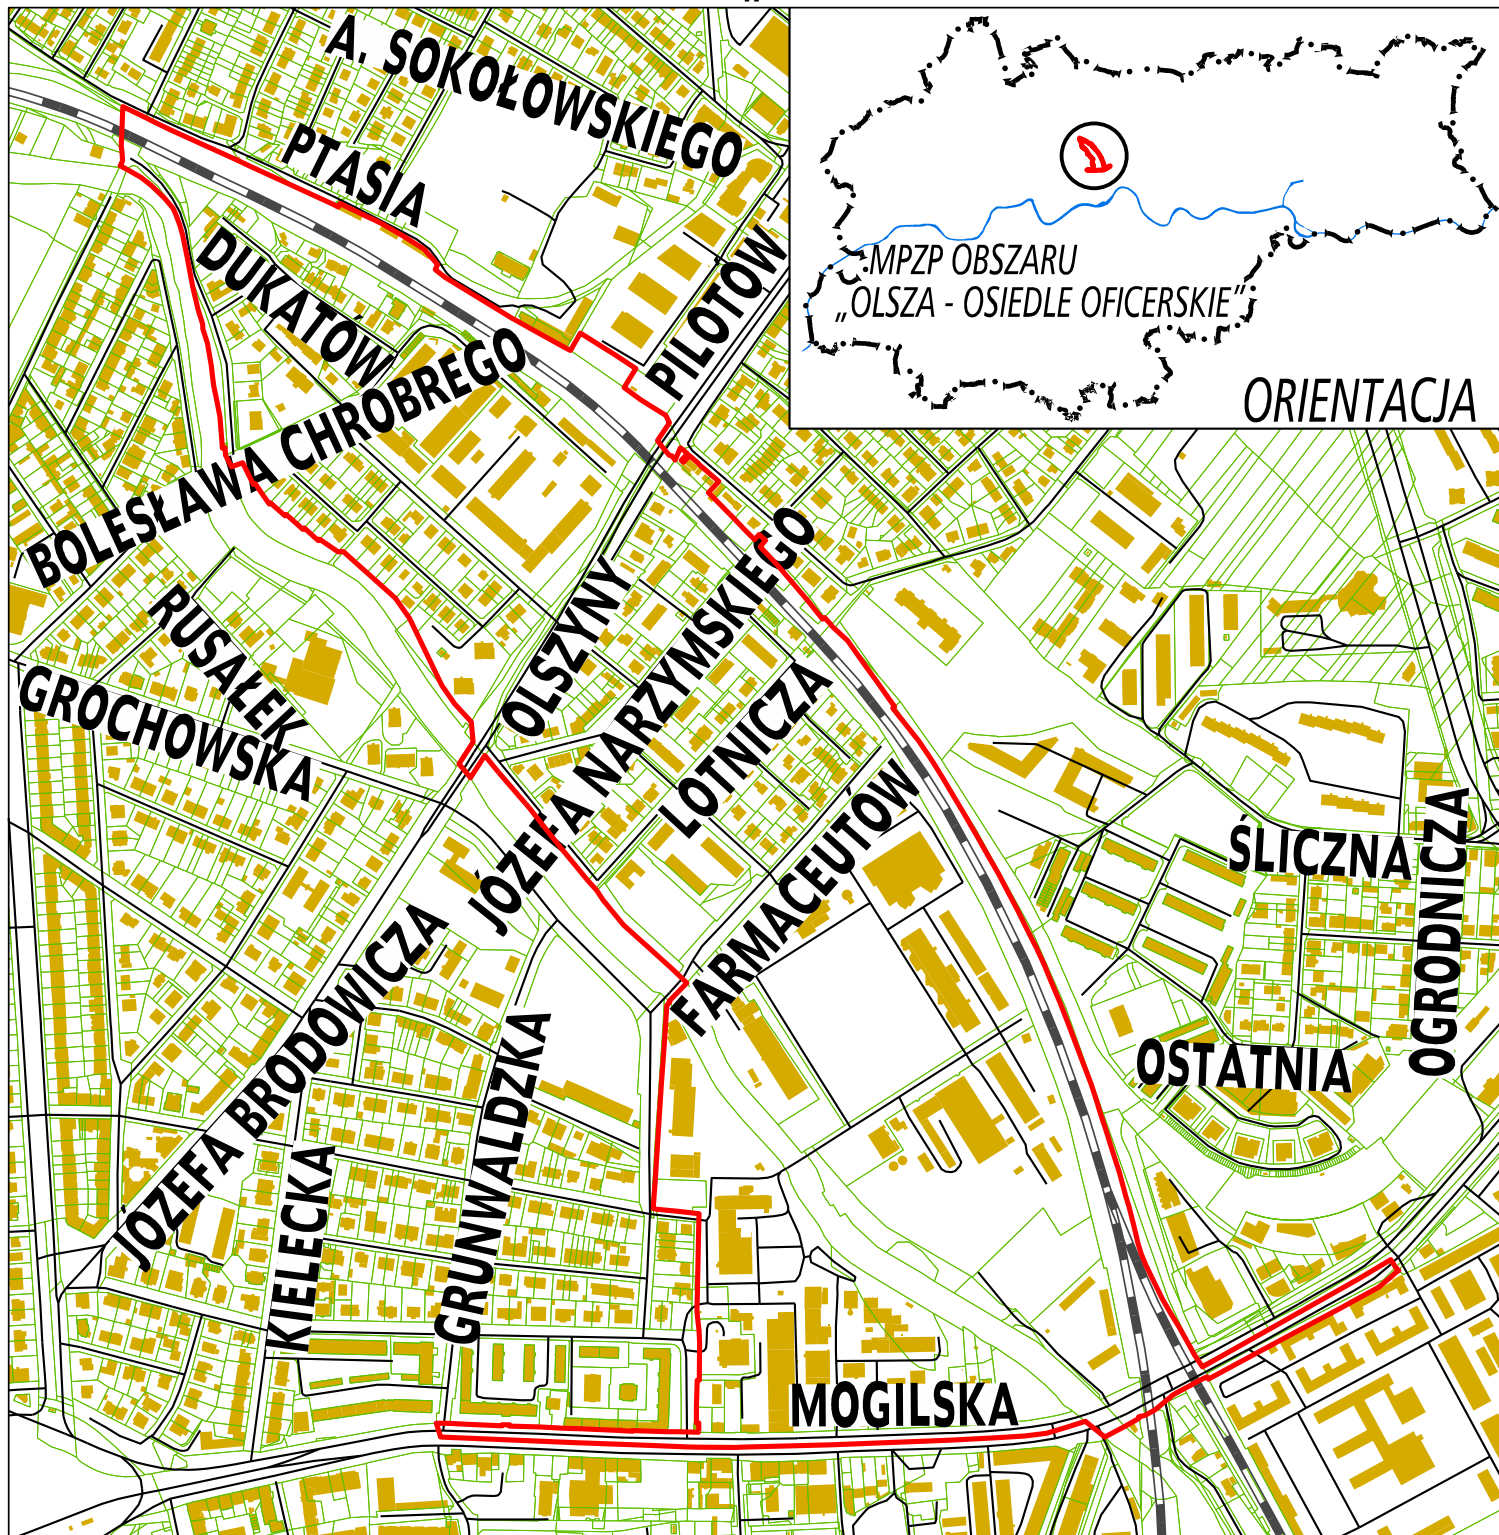 A. SOKOŁOWSKIEGO
PTASIA
DUKATÓW
PILOTÓW
BOLESŁAWA CHROBREGO
MPZP OBSZARU
„OLSZA - OSIEDLE OFICERSKIE”
ORIENTACJA
RUSAŁEK
GROCHOWSKA
OLSZYNY
JÓZEFA NARZYMSKIEGO
LOTNICZA
FARMACEUTÓW
ŚLICZNA
OGRODNICZA
OSTATNIA
JÓZEFA BRODOWICZA
KIELECKA
GRUNWALDZKA
MOGILSKA